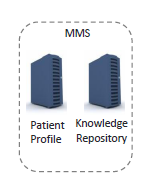 MMS
Patient Profile
Knowledge Repository